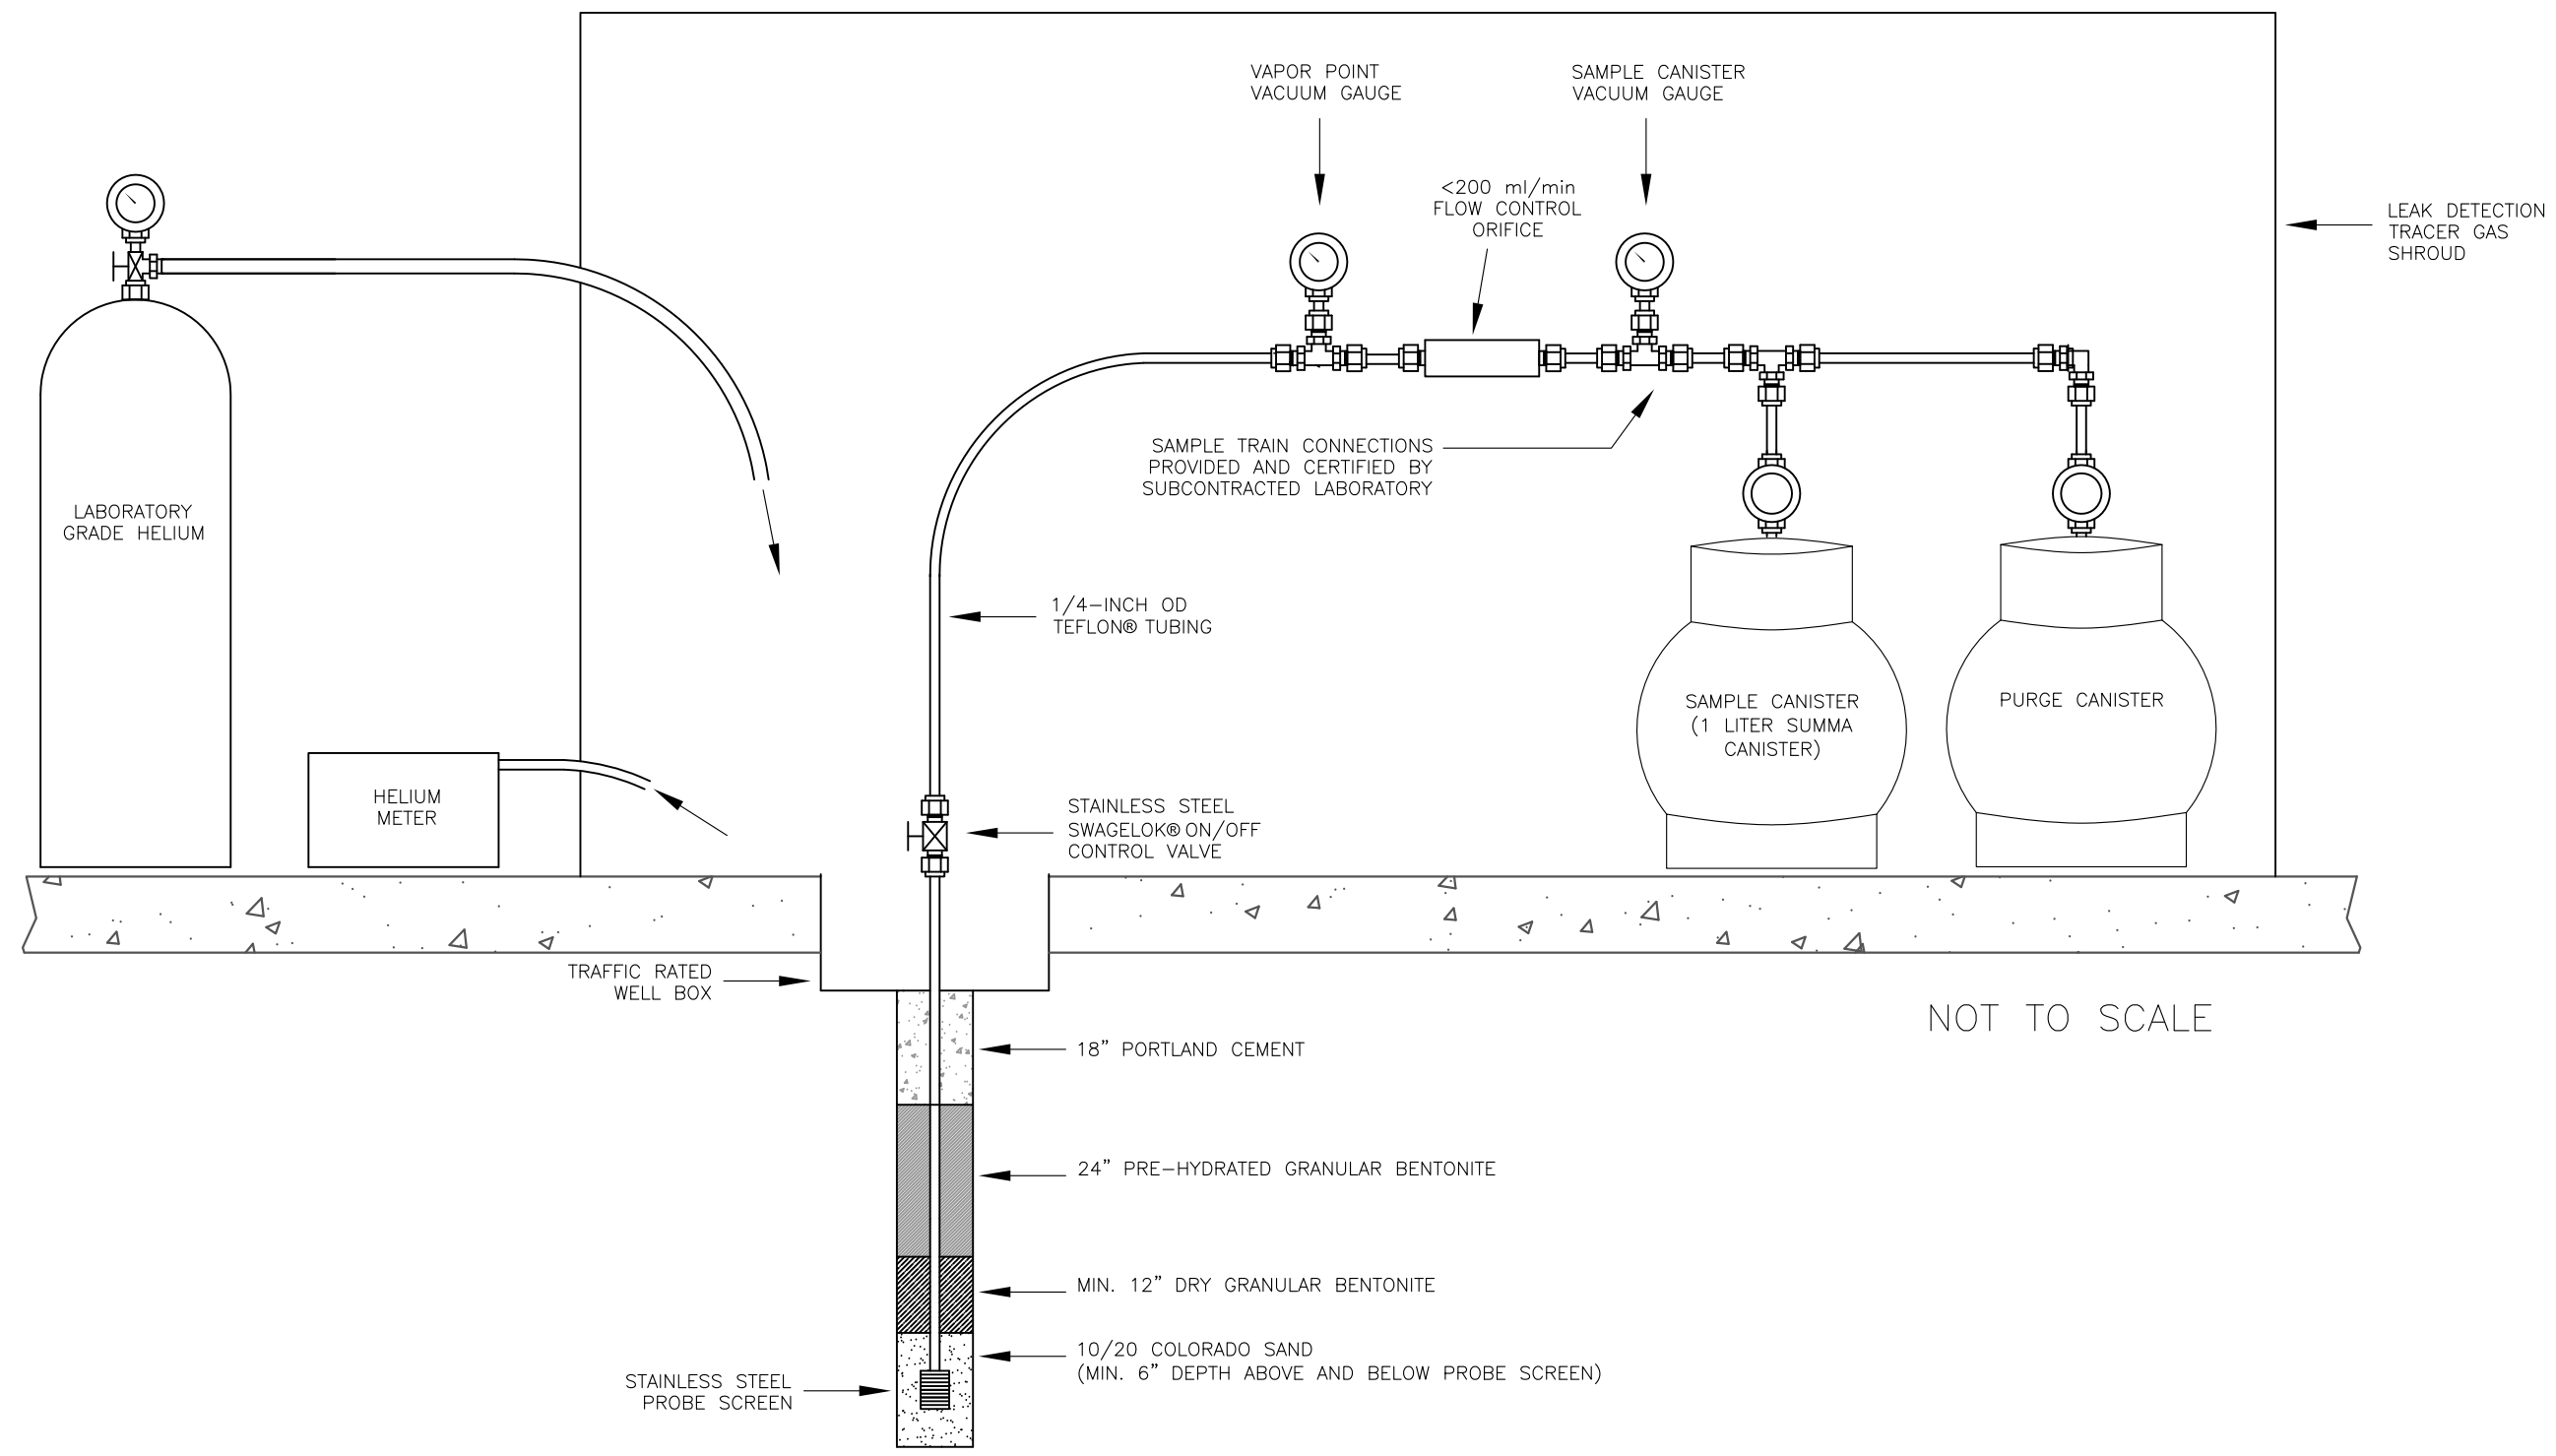 VAPOR POINT
VACUUM GAUGE
SAMPLE CANISTER
VACUUM GAUGE
<200 ml/min
FLOW CONTROL
ORIFICE
LEAK DETECTION
TRACER GAS
SHROUD
SAMPLE TRAIN CONNECTIONS
PROVIDED AND CERTIFIED BY
SUBCONTRACTED LABORATORY
LABORATORY
GRADE HELIUM
1/4-INCH OD
TEFLON® TUBING
SAMPLE CANISTER
(1 LITER SUMMA
CANISTER)
PURGE CANISTER
HELIUM
METER
STAINLESS STEEL
SWAGELOK® ON/OFF
CONTROL VALVE
TRAFFIC RATED
WELL BOX
NOT TO SCALE
18" PORTLAND CEMENT
24" PRE-HYDRATED GRANULAR BENTONITE
MIN. 12" DRY GRANULAR BENTONITE
10/20 COLORADO SAND
(MIN. 6" DEPTH ABOVE AND BELOW PROBE SCREEN)
STAINLESS STEEL
PROBE SCREEN